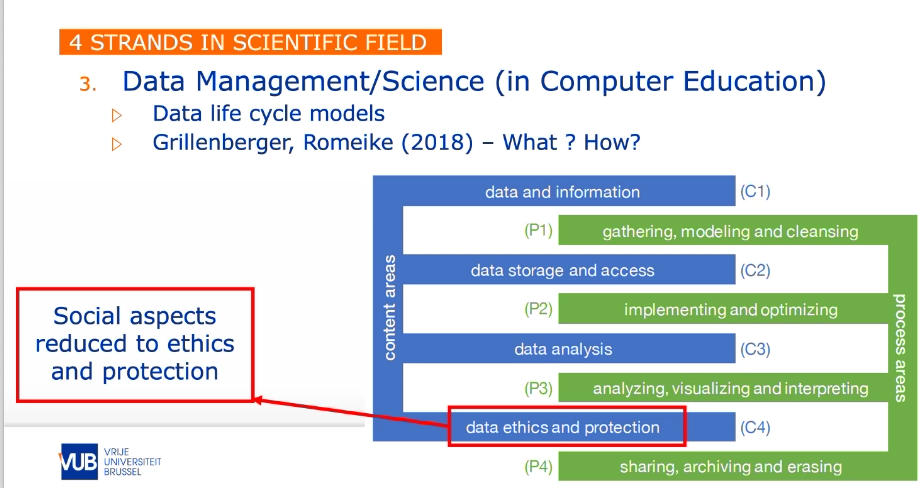 4 STRANDS IN SCIENTIFIC FIELD
3. Data Management/Science (in Computer Education)
Data life cycle models
Grillenberger, Romeike (2018) – What ? How?
data and information (C1)
(P1) gathering, modeling and cleansing
data storage and access (C2)
(P2) implementing and optimizing
data analysis (C3)
(P3) analyzing, visualizing and interpreting
data ethics and protection (C4)
(P4) sharing, archiving and erasing
content areas
process areas
Social aspects
reduced to ethics
and protection
VUB
VRIJE
UNIVERSITEIT
BRUSSEL